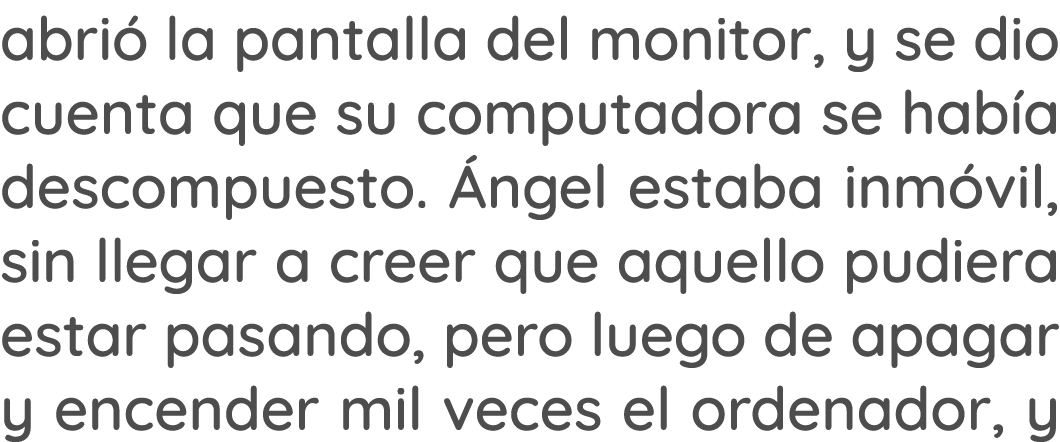 abrió la pantalla del monitor, y se dio
cuenta que su computadora se había
descompuesto. Ángel estaba inmóvil,
sin llegar a creer que aquello pudiera
estar pasando, pero luego de apagar
y encender mil veces el ordenador, y